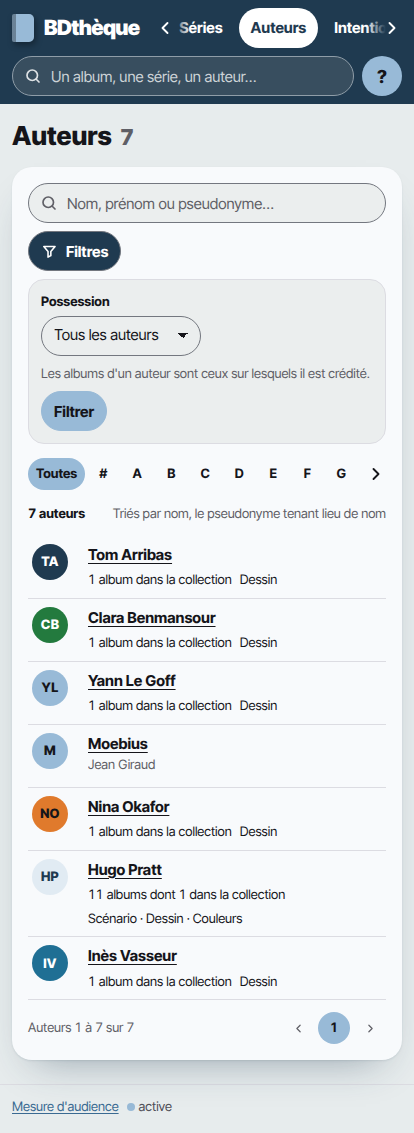 BDthèque
Séries Auteurs Intentio
Un album, une série, un auteur...
?
Auteurs 7
Nom, prénom ou pseudonyme...
Filtres
Possession
Tous les auteurs
Les albums d'un auteur sont ceux sur lesquels il est crédité.
Filtrer
Toutes # A B C D E F G
7 auteurs Triés par nom, le pseudonyme tenant lieu de nom
TA Tom Arribas
1 album dans la collection Dessin
CB Clara Benmansour
1 album dans la collection Dessin
YL Yann Le Goff
1 album dans la collection Dessin
M Moebius
Jean Giraud
NO Nina Okafor
1 album dans la collection Dessin
HP Hugo Pratt
11 albums dont 1 dans la collection
Scénario · Dessin · Couleurs
IV Inès Vasseur
1 album dans la collection Dessin
Auteurs 1 à 7 sur 7 ‹ 1 ›
Mesure d'audience active